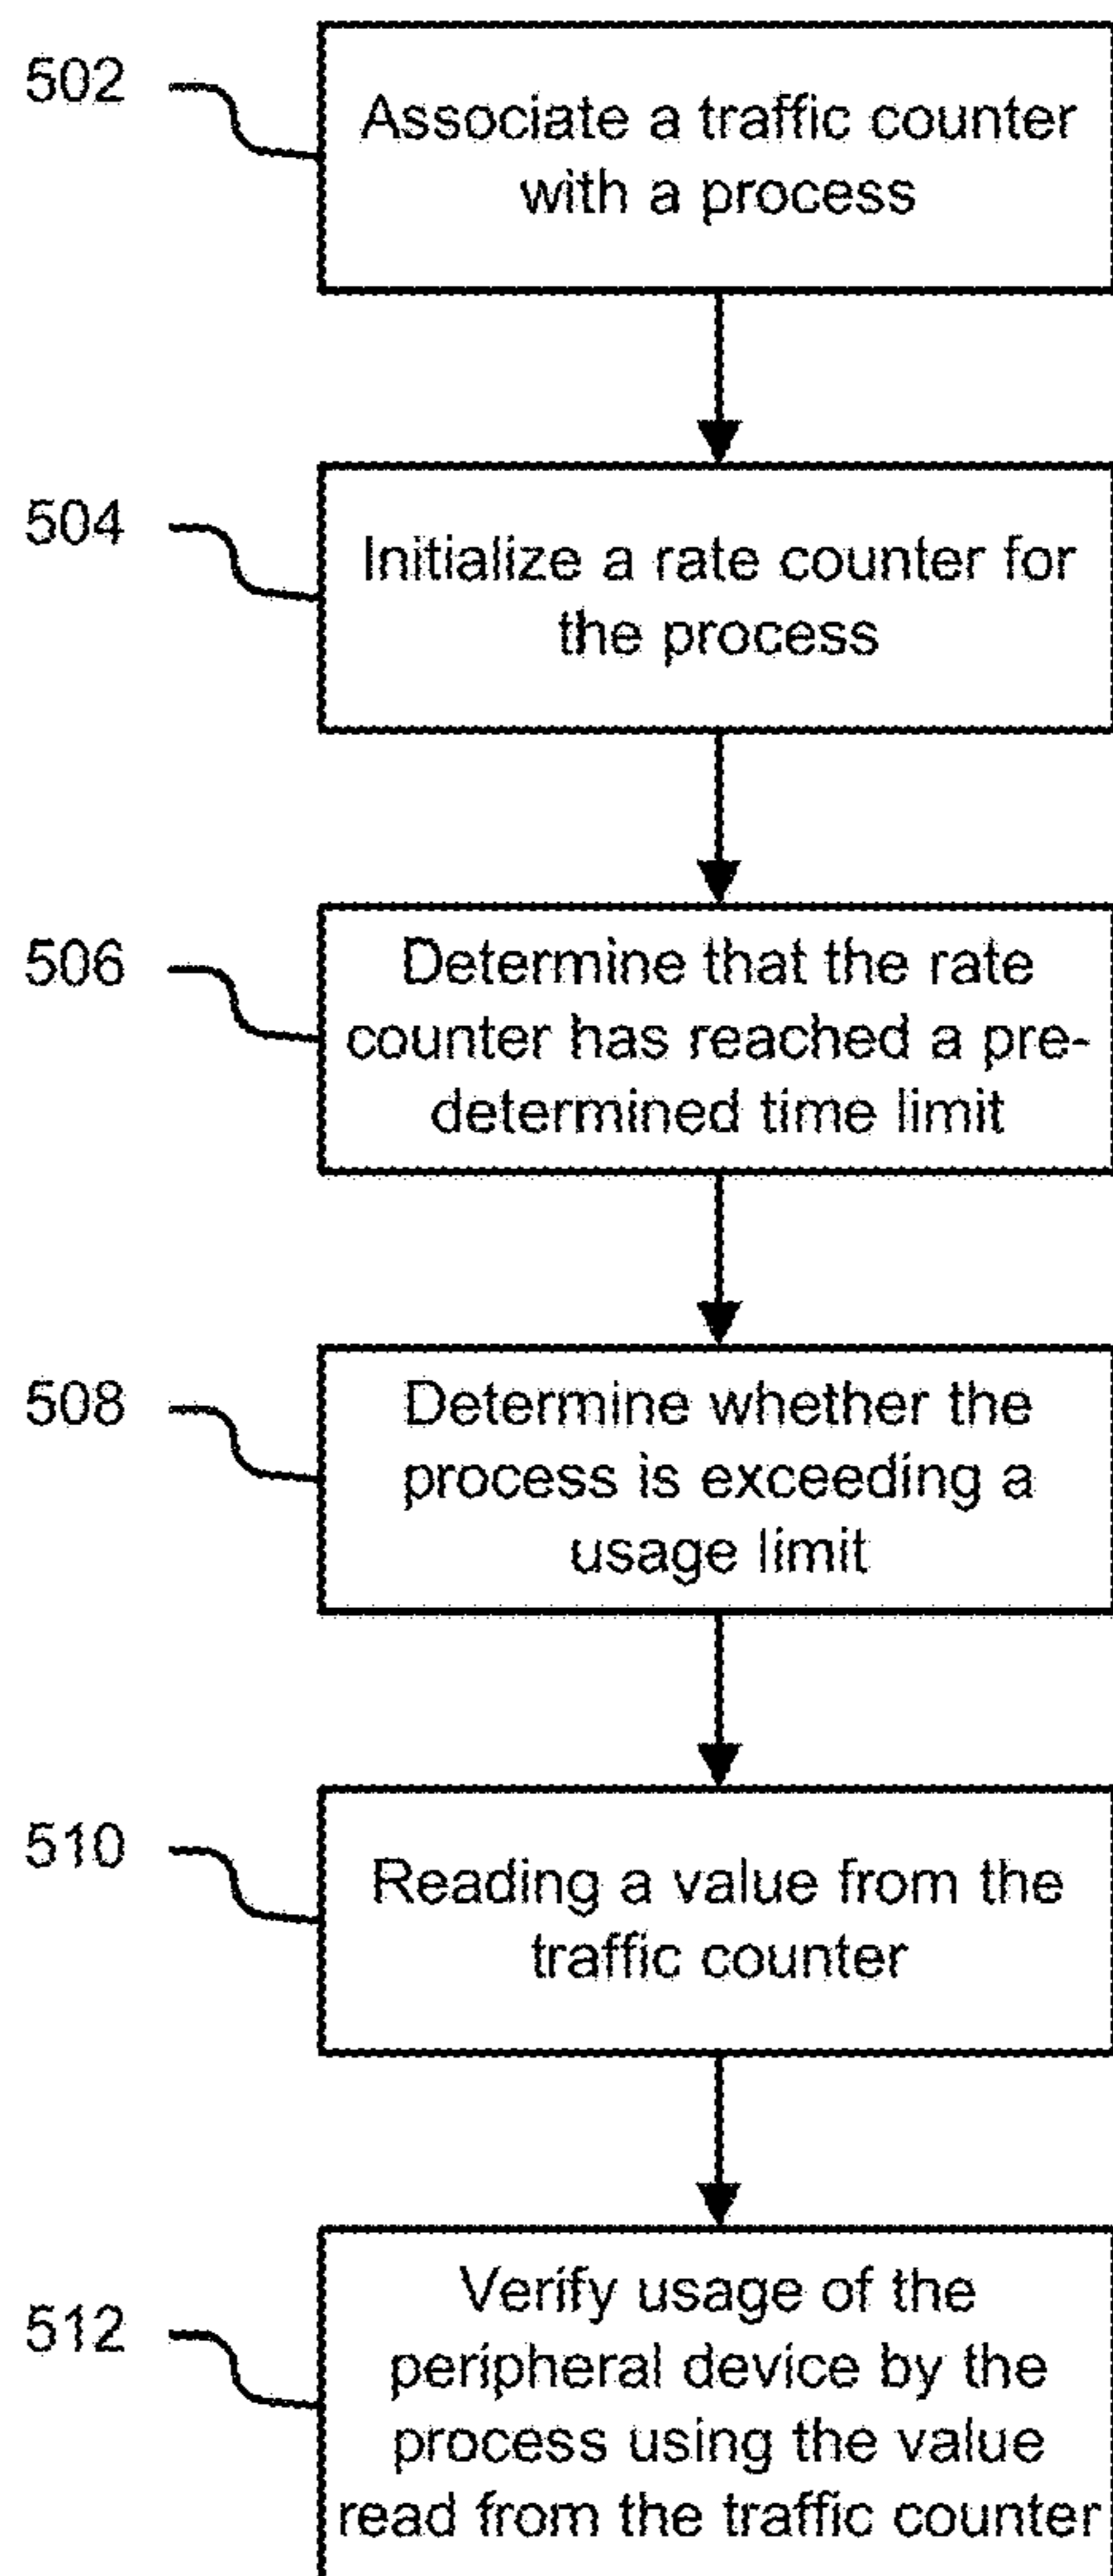 502
Associate a traffic counter
with a process
504
Initialize a rate counter for
the process
506
Determine that the rate
counter has reached a pre-
determined time limit
508
Determine whether the
process is exceeding a
usage limit
510
Reading a value from the
traffic counter
512
Verify usage of the
peripheral device by the
process using the value
read from the traffic counter